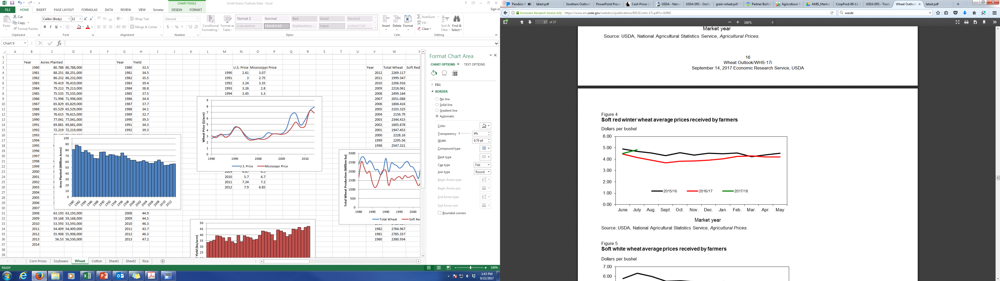 CHART TOOLS
Small Grains Outlook Data - Excel
FILE HOME INSERT PAGE LAYOUT FORMULAS DATA REVIEW VIEW Simetar DESIGN FORMAT
Sign in
Cut
Copy
Format Painter
Paste
Calibri (Body) 12
B I U
Wrap Text
Merge & Center
General
Normal 2 Normal Bad Good Neutral
Calculation Check Cell Explanatory ... Input Linked Cell
Conditional Formatting
Format as Table
Insert Delete Format
AutoSum
Fill
Clear
Sort & Filter
Find & Select
Clipboard Font Alignment Number Styles Cells Editing
Chart 9
A B C D E F G H I J K L M N O P Q R S T U V W X
Year Acres Planted Year Yield
U.S. Price Mississippi Price
Year Total Wheat Soft Red
3 1980 80.788 80,788,000 1980 33.5 2012 2269.117
4 1981 88.251 88,251,000 1981 34.5 1990 2.61 3.07 2011 1999.347
5 1982 86.232 86,232,000 1982 35.5 1991 3 2.75 2010 2206.916
6 1983 76.419 76,419,000 1983 39.4 1992 3.24 3.35
7 1984 79.213 79,213,000 1984 38.8 1993 3.26 2.8 2009 2218.061
8 1985 75.535 75,535,000 1985 37.5 1994 3.45 3.3 2008 2499.164
9 1986 71.998 71,998,000 1986 34.4 2007 2051.088
10 1987 65.829 65,829,000 1987 37.7 2006 1808.416
11 1988 65.529 65,529,000 1988 34.1 2005 2103.325
12 1989 76.615 76,615,000 1989 32.7 2004 2156.79
13 1990 77.041 77,041,000 1990 39.5 2003 2344.415
14 1991 69.881 69,881,000 1991 34.3 2002 1605.878
15 1992 72.219 72,219,000 1992 39.3 2001 1947.453
16 1993 2000 2228.16
17 1994 1999 2295.56
18 1995 1998 2547.321
19 1996
20 1997
21 1998
22 1999
23 2000
24 2001 2010 5.7 4.7
25 2002 2011 7.24 7.2
26 2003 2012 7.9 6.85
27 2004
28 2005
29 2006
30 2007
31 2008 63.193 63,193,000 2008 44.9
32 2009 59.168 59,168,000 2009 44.5
33 2010 53.593 53,593,000 2010 46.3
34 2011 54.409 54,409,000 2011 43.7 1982 2764.967
35 2012 55.908 55,908,000 2012 46.3 1981 2785.357
36 2013 56.53 56,530,000 2013 47.2 1980 2380.934
37 2014
38
39
Area Planted (Million Acres)
100 90 80 70 60 50 40 30 20 10 0
1980 1982 1984 1986 1988 1990 1992 1994 1996 1998 2000 2002 2004 2006 2008 2010 2012
Wheat Price ($/acre)
9 8 7 6 5 4 3 2 1 0
1990 1995 2000 2005 2010
U.S. Price Mississippi Price
Yield (bu/acre)
50 45 40 35 30 25
Total Wheat Production (Million bu)
3000 2500 2000 1500 1000 500 0
1980 1985 1990 1995 2000
Total Wheat Soft Red
Format Chart Area
CHART OPTIONS TEXT OPTIONS
FILL
BORDER
No line
Solid line
Gradient line
Automatic
Color
Transparency 0%
Width 0.75 pt
Compound type
Dash type
Cap type Flat
Join type Round
Begin Arrow type
Begin Arrow size
End Arrow type
End Arrow size
Rounded corners
Corn Prices Soybeans Wheat Cotton Sheet1 Sheet2 Rice
READY
100%
1:43 PM
9/22/2017
Pandora latest.pdf Southern Outlook PowerPoint Cash Prices USDA USDA ERS grain-wheat.pdf Partner Agricultural AMIS_Market CropProd-09-12 USDA ERS - Trade Wheat Outlook latest.pdf
Economic Research Service (US) https://www.ers.usda.gov/webdocs/publications/85131/whs-17i.pdf?v=42992
wasde
17 of 27
160%
Market year
Source: USDA, National Agricultural Statistics Service, Agricultural Prices.
16
Wheat Outlook/WHS-17i
September 14, 2017 Economic Research Service, USDA
Figure 4
Soft red winter wheat average prices received by farmers
Dollars per bushel
6.00
5.00
4.00
3.00
2.00
1.00
0.00
2015/16 2016/17 2017/18
June July Aug. Sept. Oct. Nov. Dec. Jan. Feb. Mar. Apr. May
Market year
Source: USDA, National Agricultural Statistics Service, Agricultural Prices.
Figure 5
Soft white wheat average prices received by farmers
Dollars per bushel
7.00
6.00